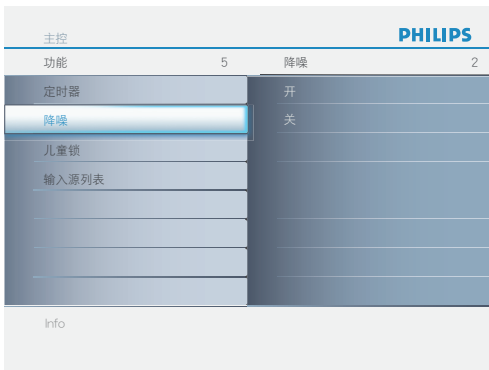 主控 PHILIPS
功能 5 降噪 2
定时器 开
降噪 关
儿童锁
输入源列表
Info